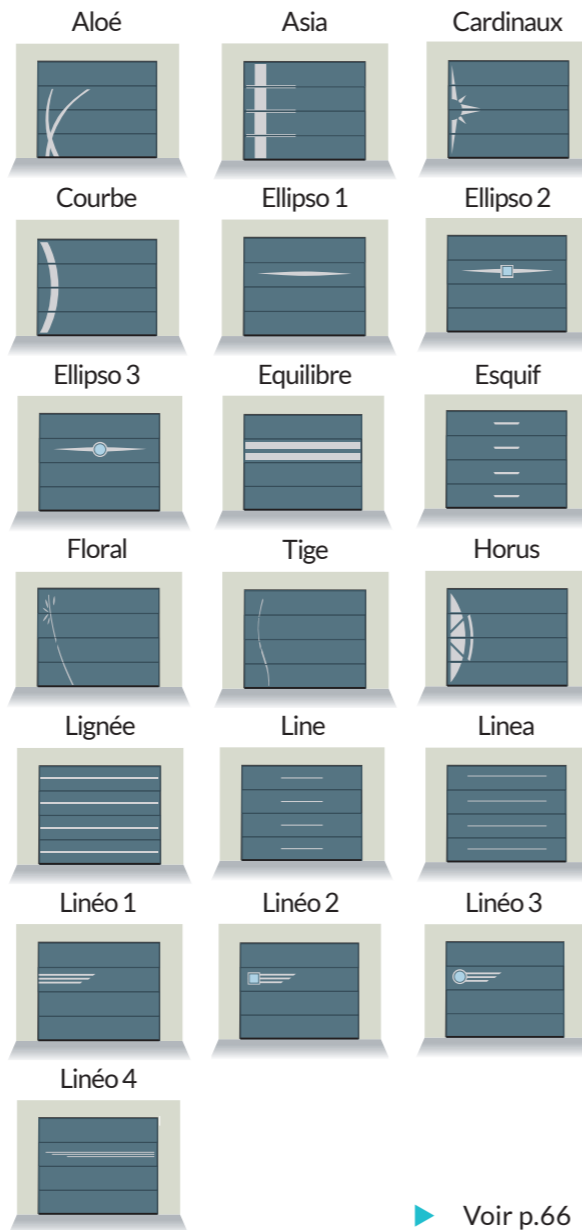 Aloé Asia Cardinaux
Courbe Ellipso 1 Ellipso 2
Ellipso 3 Equilibre Esquif
Floral Tige Horus
Lignée Line Linea
Linéo 1 Linéo 2 Linéo 3
Linéo 4
Voir p.66